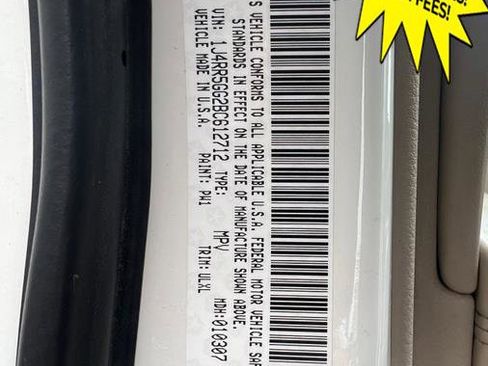 FEES!
S VEHICLE CONFORMS TO ALL APPLICABLE U.S.A. FEDERAL MOTOR VEHICLE SAF
STANDARDS IN EFFECT ON THE DATE OF MANUFACTURE SHOWN ABOVE.
VIN: 1J4RR5GG2BC612712 TYPE: MPV MDH:010307
VEHICLE MADE IN U.S.A. PAINT: PW1 TRIM:ULXL